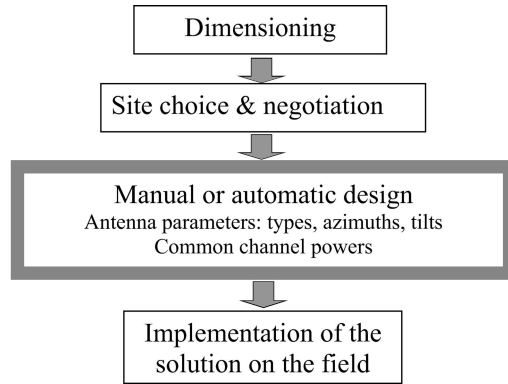 Dimensioning
Site choice & negotiation
Manual or automatic design
Antenna parameters: types, azimuths, tilts
Common channel powers
Implementation of the
solution on the field